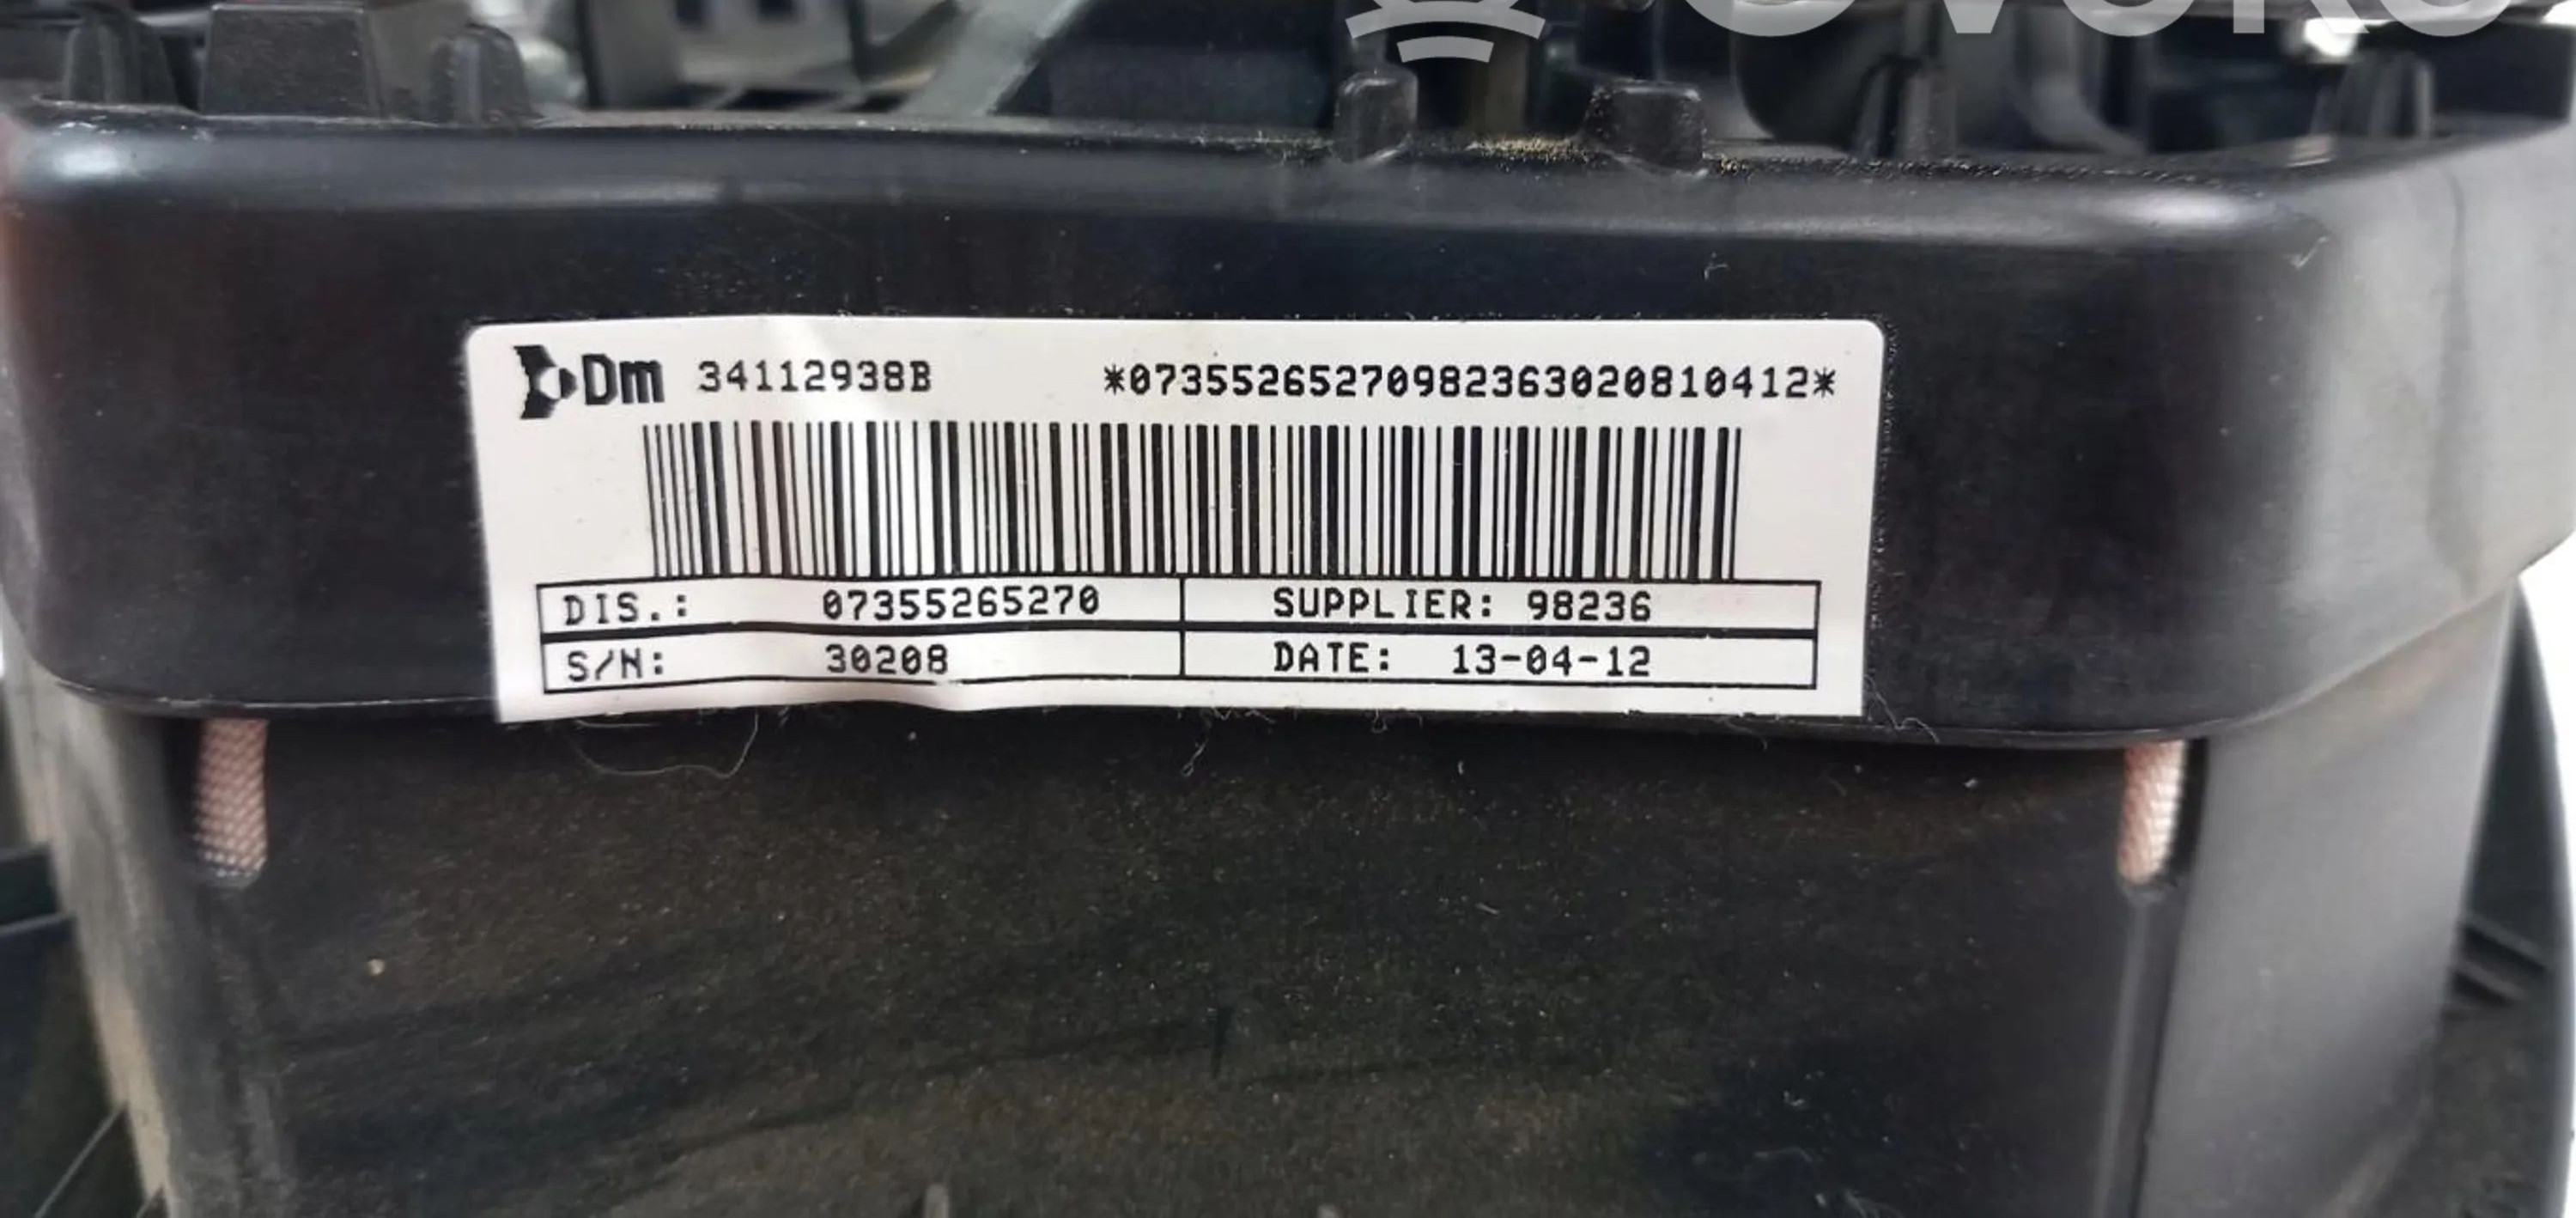 Dm 34112938B *07355265270982363020810412*
DIS.: 07355265270 SUPPLIER: 98236
S/N: 30208 DATE: 13-04-12